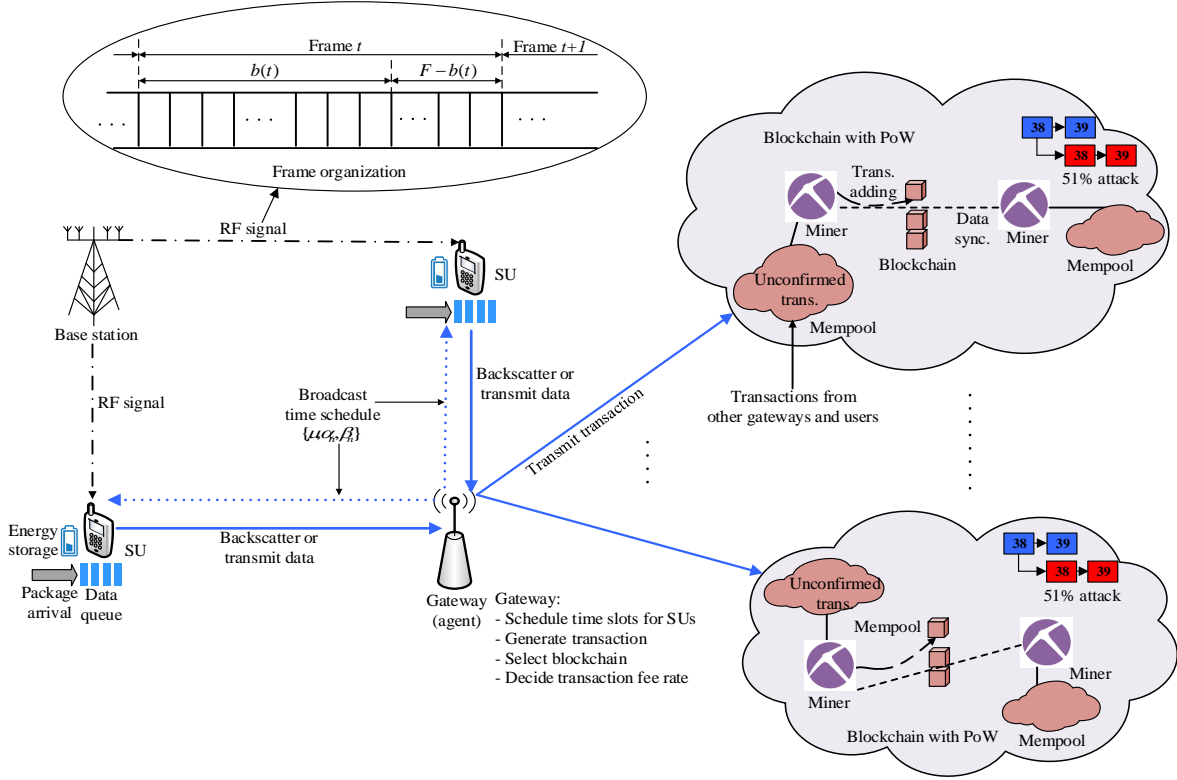 Frame t
Frame t+1
b(t)
F − b(t)
. . .
. . .
. . .
. . .
Frame organization
RF signal
Base station
SU
RF signal
Backscatter or
transmit data
Broadcast
time schedule
Energy
storage
SU
Package
arrival
Data
queue
Backscatter or
transmit data
Gateway
(agent)
Gateway:
- Schedule time slots for SUs
- Generate transaction
- Select blockchain
- Decide transaction fee rate
Transmit transaction
Blockchain with PoW
38
39
38
39
51% attack
Trans.
adding
Miner
Data
sync.
Miner
Blockchain
Mempool
Unconfirmed
trans.
Mempool
Transactions from
other gateways and users
38
39
38
39
51% attack
Unconfirmed
trans.
Mempool
Miner
Miner
Mempool
Blockchain with PoW